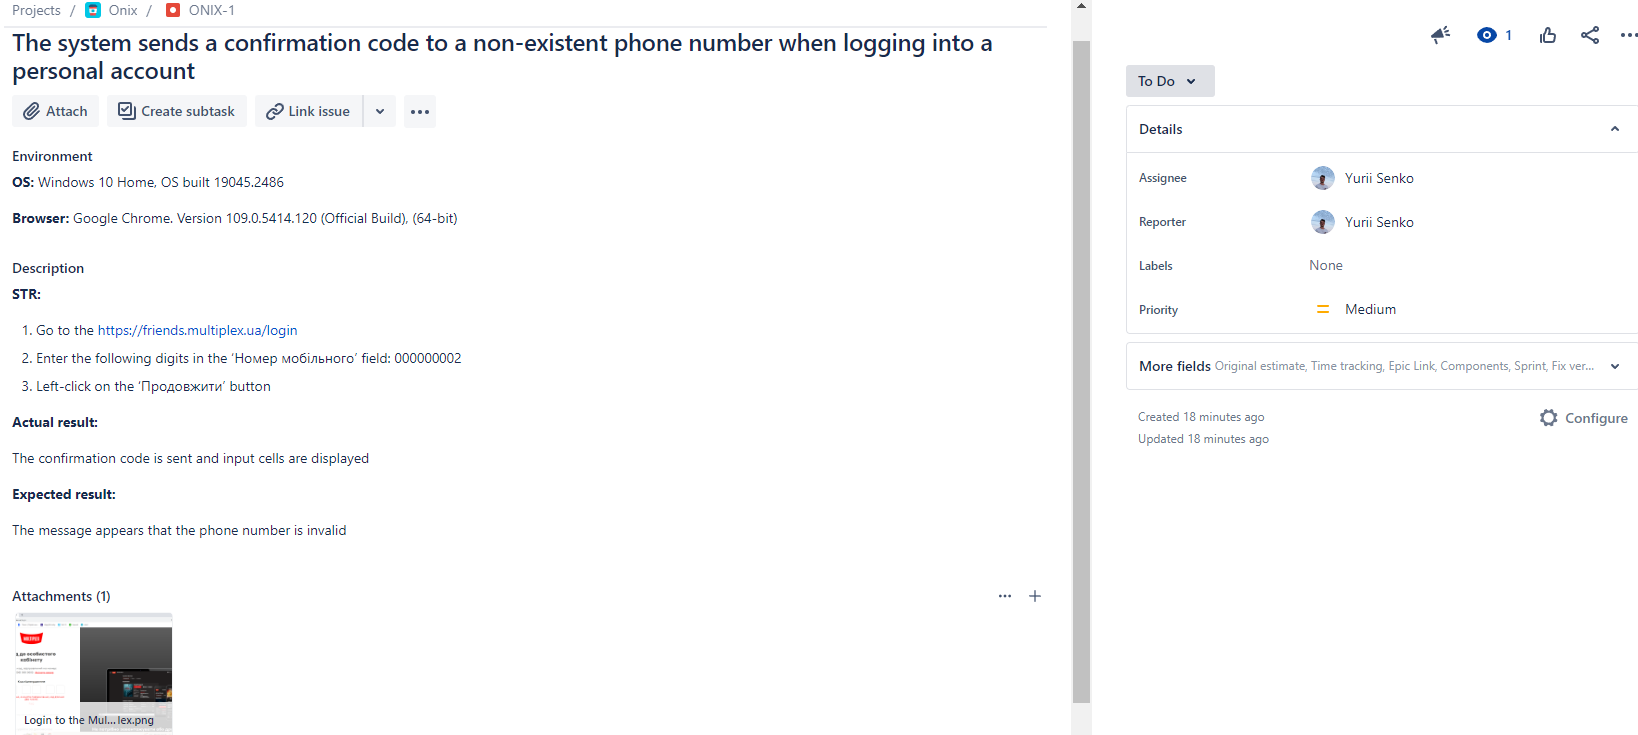 Projects / Onix / ONIX-1
The system sends a confirmation code to a non-existent phone number when logging into a
personal account
Attach Create subtask Link issue
Environment
OS: Windows 10 Home, OS built 19045.2486
Browser: Google Chrome. Version 109.0.5414.120 (Official Build), (64-bit)
Description
STR:
1. Go to the https://friends.multiplex.ua/login
2. Enter the following digits in the ‘Номер мобільного’ field: 000000002
3. Left-click on the ‘Продовжити’ button
Actual result:
The confirmation code is sent and input cells are displayed
Expected result:
The message appears that the phone number is invalid
Attachments (1)
MULTIPLEX
до особистого
кабінету
Login to the Mul...lex.png
1
To Do
Details
Assignee Yurii Senko
Reporter Yurii Senko
Labels None
Priority Medium
More fields Original estimate, Time tracking, Epic Link, Components, Sprint, Fix ver...
Created 18 minutes ago Configure
Updated 18 minutes ago